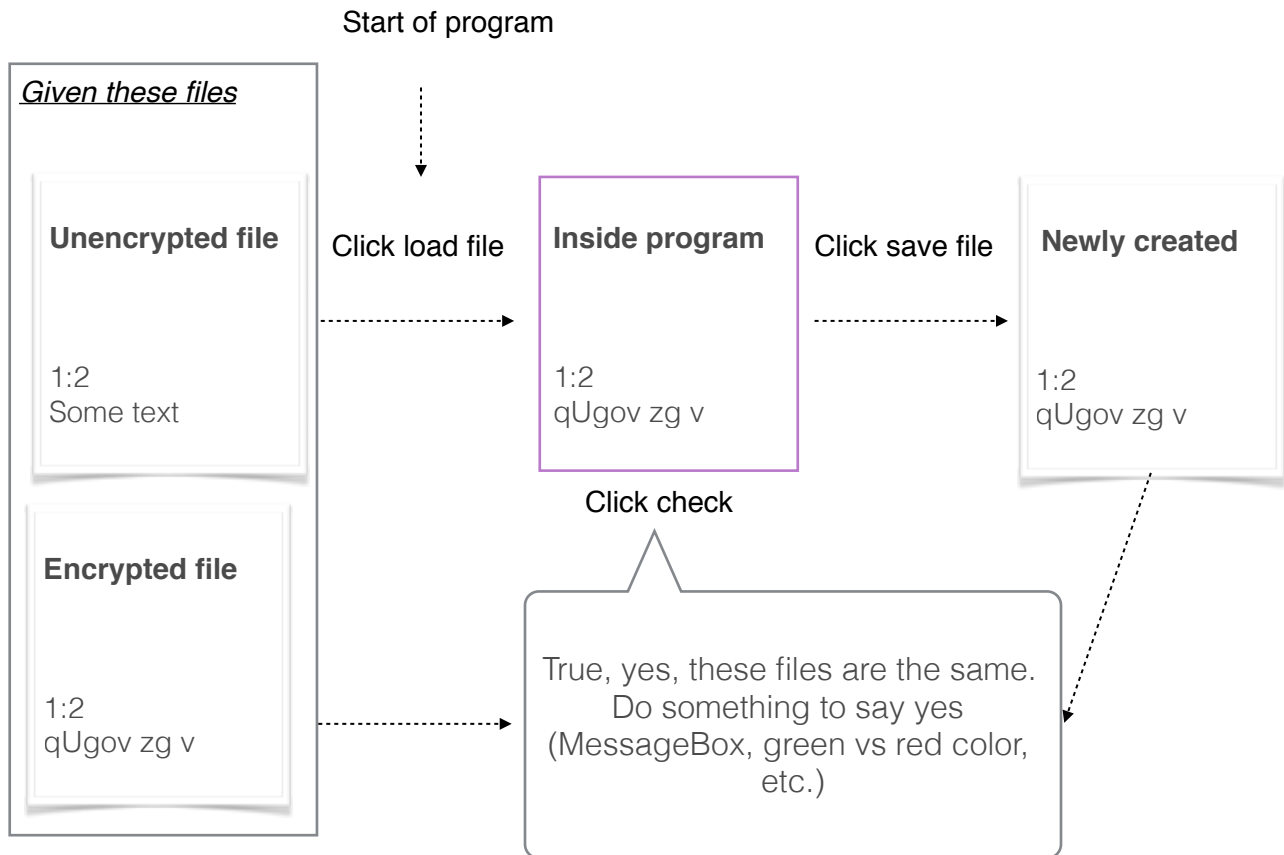 Start of program
Given these files
Unencrypted file
1:2
Some text
Click load file
Inside program
1:2
qUgov zg v
Click save file
Newly created
1:2
qUgov zg v
Encrypted file
1:2
qUgov zg v
Click check
True, yes, these files are the same.
Do something to say yes
(MessageBox, green vs red color,
etc.)